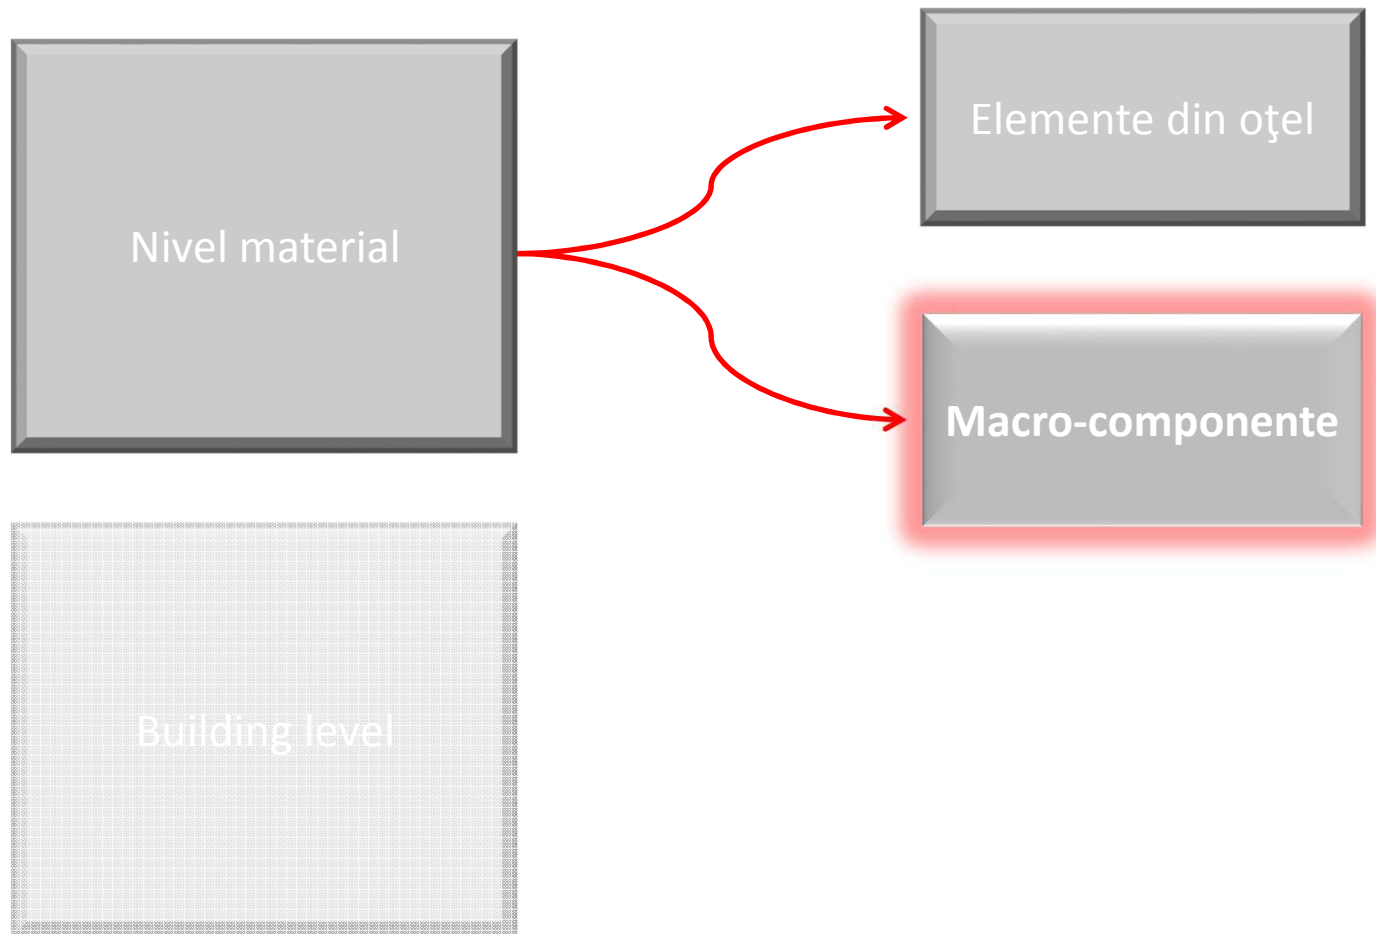 Nivel material
Elemente din oţel
Macro-componente
Building level